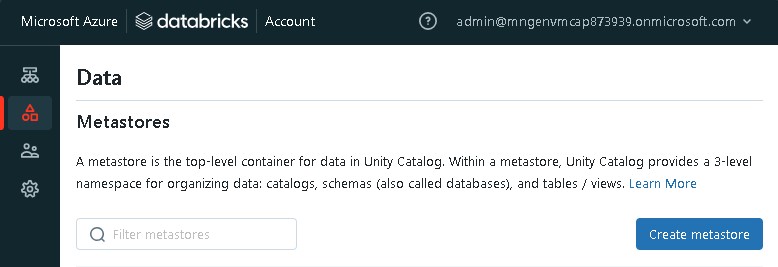 Microsoft Azure databricks Account admin@mngenvmcap873939.onmicrosoft.com
Data
Metastores
A metastore is the top-level container for data in Unity Catalog. Within a metastore, Unity Catalog provides a 3-level
namespace for organizing data: catalogs, schemas (also called databases), and tables / views. Learn More
Filter metastores Create metastore